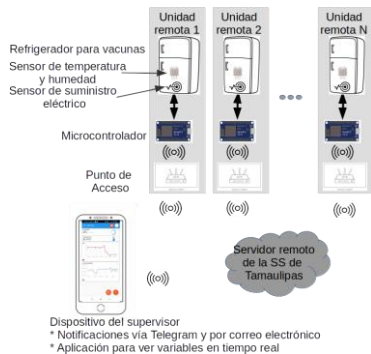 Unidad remota 1
Unidad remota 2
Unidad remota N
Refrigerador para vacunas
Sensor de temperatura
y humedad
Sensor de suministro
eléctrico
Microcontrolador
Punto de
Acceso
Servidor remoto
de la SS de
Tamaulipas
Dispositivo del supervisor
* Notificaciones vía Telegram y por correo electrónico
* Aplicación para ver variables en tiempo real